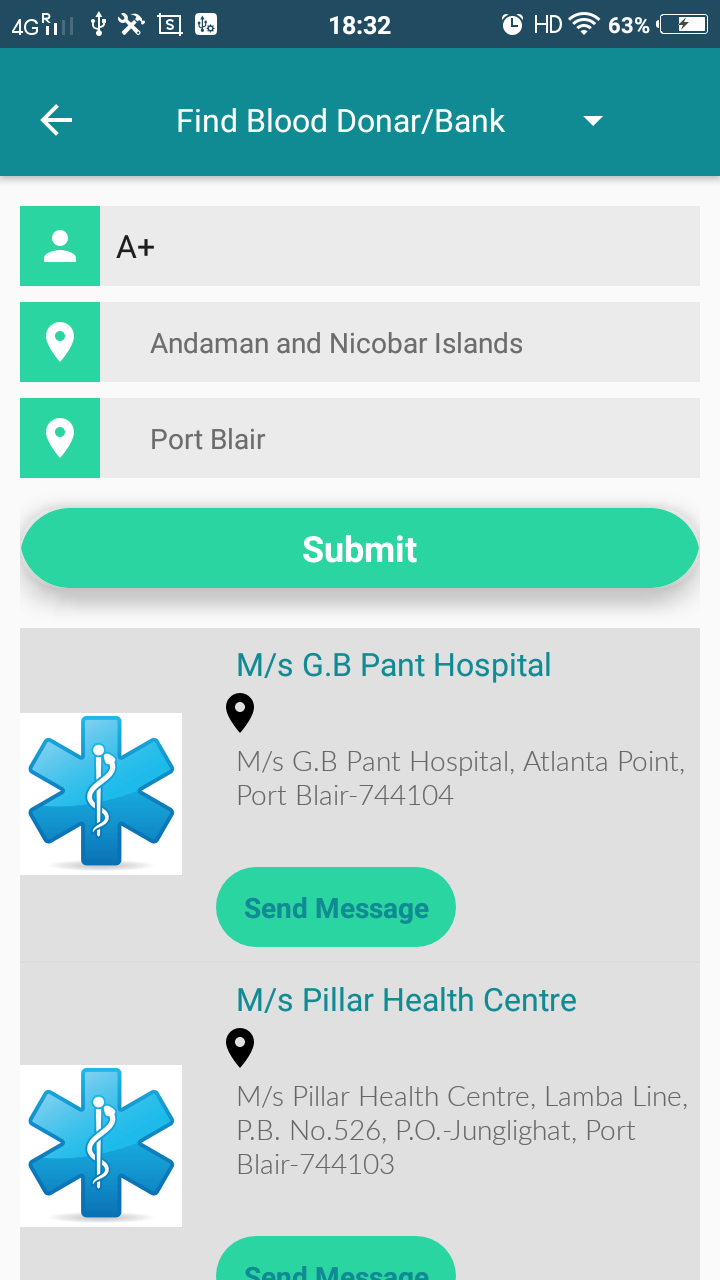 4G R 18:32 HD 63%
Find Blood Donar/Bank
A+
Andaman and Nicobar Islands
Port Blair
Submit
M/s G.B Pant Hospital
M/s G.B Pant Hospital, Atlanta Point,
Port Blair-744104
Send Message
M/s Pillar Health Centre
M/s Pillar Health Centre, Lamba Line,
P.B. No.526, P.O.-Junglighat, Port
Blair-744103
Send Message